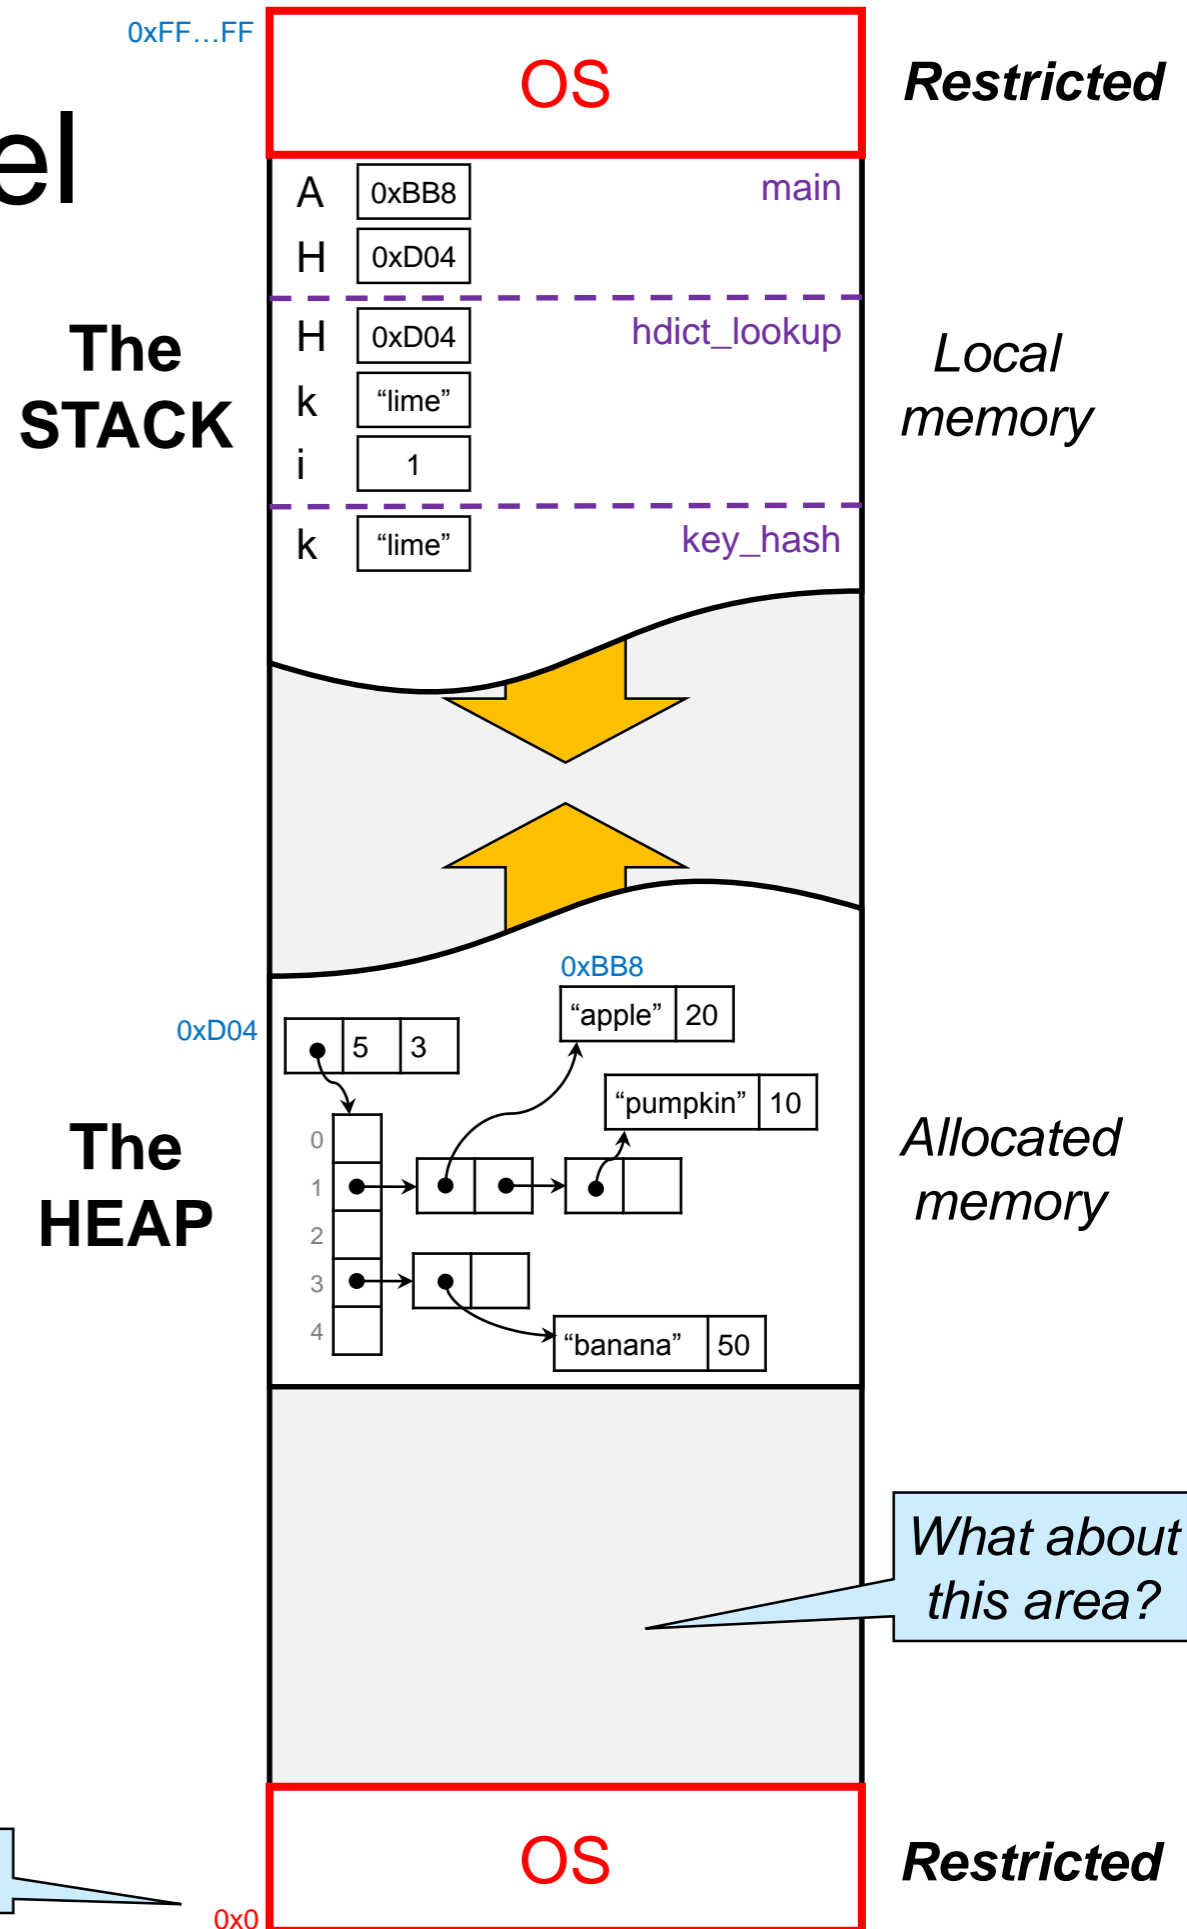 0xFF…FF
OS
Restricted
el
A 0xBB8 main
H 0xD04
The
STACK
H 0xD04 hdict_lookup
k “lime”
i 1
Local
memory
k “lime” key_hash
0xBB8
“apple” 20
0xD04
5 3
“pumpkin” 10
The
HEAP
0
1
2
3
4
“banana” 50
Allocated
memory
What about
this area?
OS
Restricted
0x0